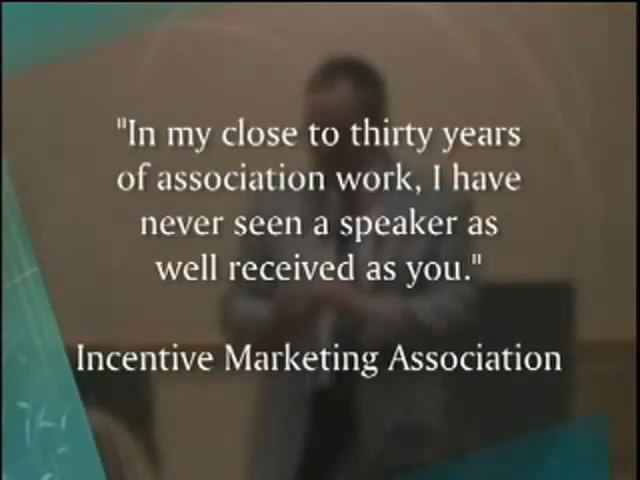 "In my close to thirty years
of association work, I have
never seen a speaker as
well received as you."
Incentive Marketing Association